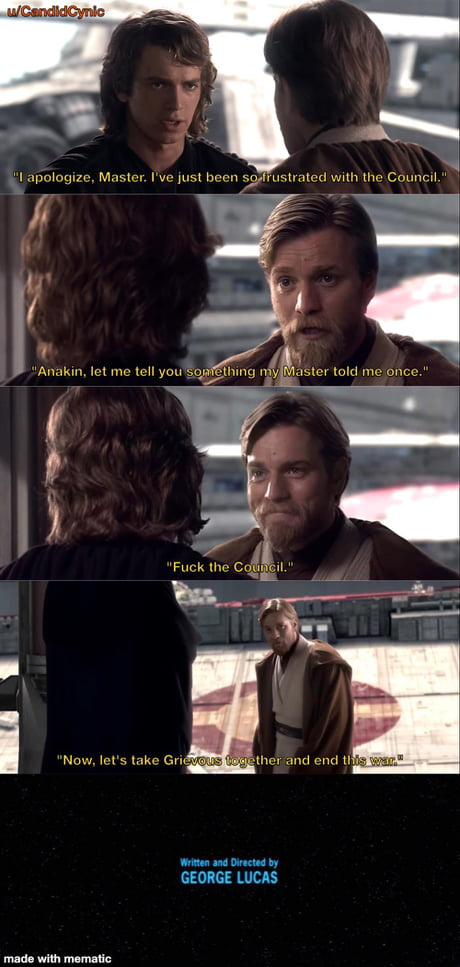 u/CandidCynic
"I apologize, Master. I've just been so frustrated with the Council."
"Anakin, let me tell you something my Master told me once."
"Fuck the Council."
"Now, let's take Grievous together and end this war."
Written and Directed by
GEORGE LUCAS
made with mematic